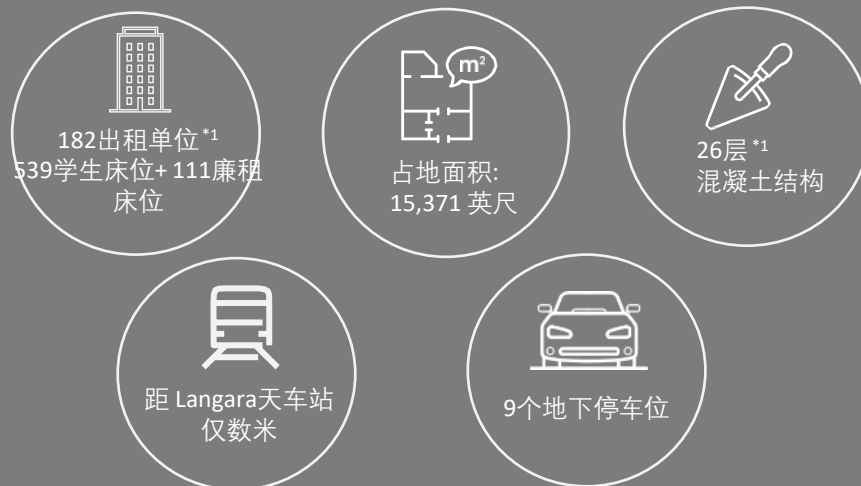 182出租单位*1
539学生床位+ 111廉租
床位
m²
占地面积:
15,371 英尺
26层*1
混凝土结构
距 Langara天车站
仅数米
9个地下停车位